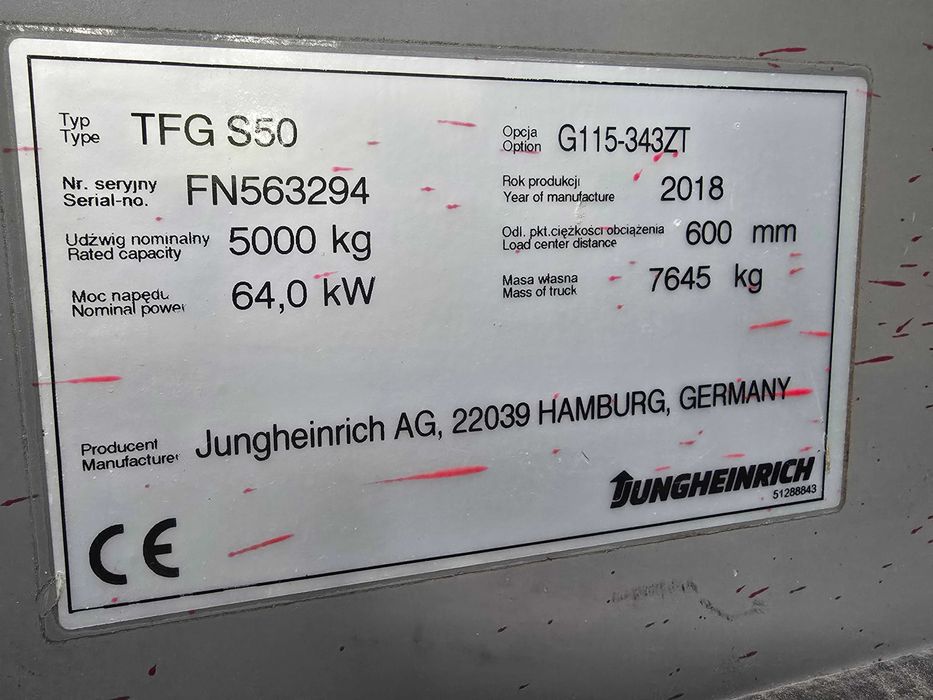 Typ
Type TFG S50
Opcja
Option G115-343ZT
Nr. seryjny
Serial-no. FN563294
Rok produkcji
Year of manufacture 2018
Udźwig nominalny
Rated capacity 5000 kg
Odl. pkt.ciężkości obciążenia
Load center distance 600 mm
Moc napędu
Nominal power 64,0 kW
Masa własna
Mass of truck 7645 kg
Producent
Manufacturer Jungheinrich AG, 22039 HAMBURG, GERMANY
JUNGHEINRICH
51288843
CE